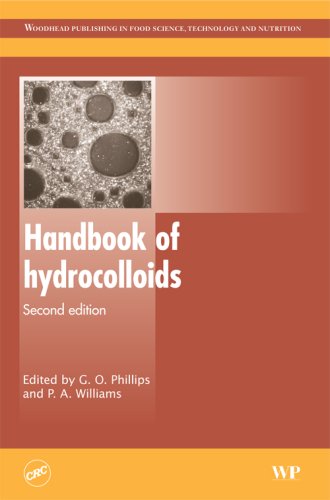 WOODHEAD PUBLISHING IN FOOD SCIENCE, TECHNOLOGY AND NUTRITION
Handbook of
hydrocolloids
Second edition
Edited by G. O. Phillips
and P. A. Williams
CRC
WP